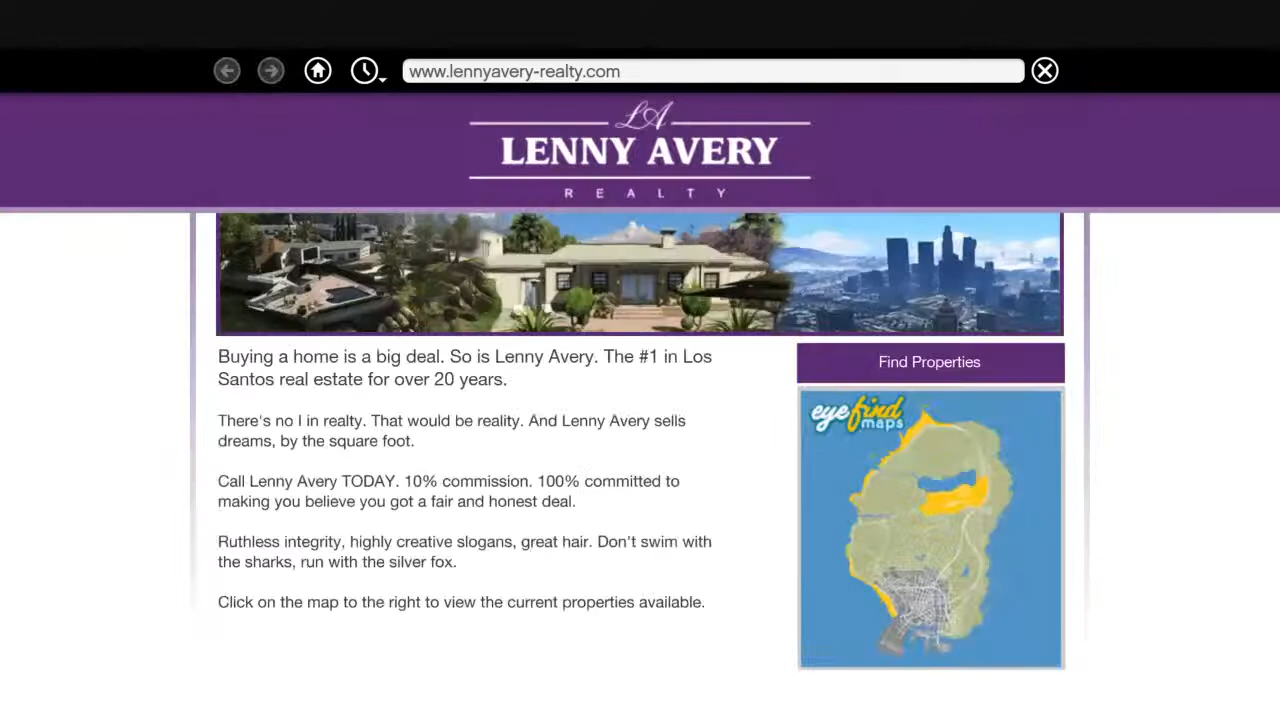 www.lennyavery-realty.com
LA
LENNY AVERY
REALTY
Buying a home is a big deal. So is Lenny Avery. The #1 in Los
Santos real estate for over 20 years.
There's no I in realty. That would be reality. And Lenny Avery sells
dreams, by the square foot.
Call Lenny Avery TODAY. 10% commission. 100% committed to
making you believe you got a fair and honest deal.
Ruthless integrity, highly creative slogans, great hair. Don't swim with
the sharks, run with the silver fox.
Click on the map to the right to view the current properties available.
Find Properties
eyefind
maps